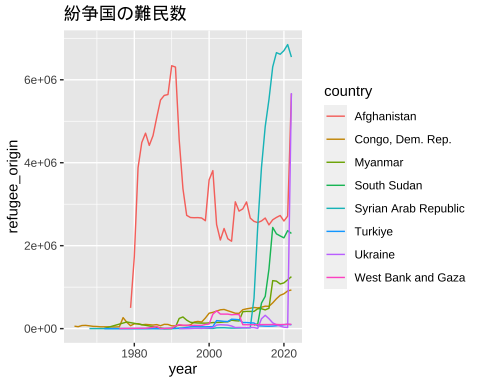 紛争国の難民数
refugee_origin
6e+06
4e+06
2e+06
0e+00
1980
2000
2020
year
country
Afghanistan
Congo, Dem. Rep.
Myanmar
South Sudan
Syrian Arab Republic
Turkiye
Ukraine
West Bank and Gaza